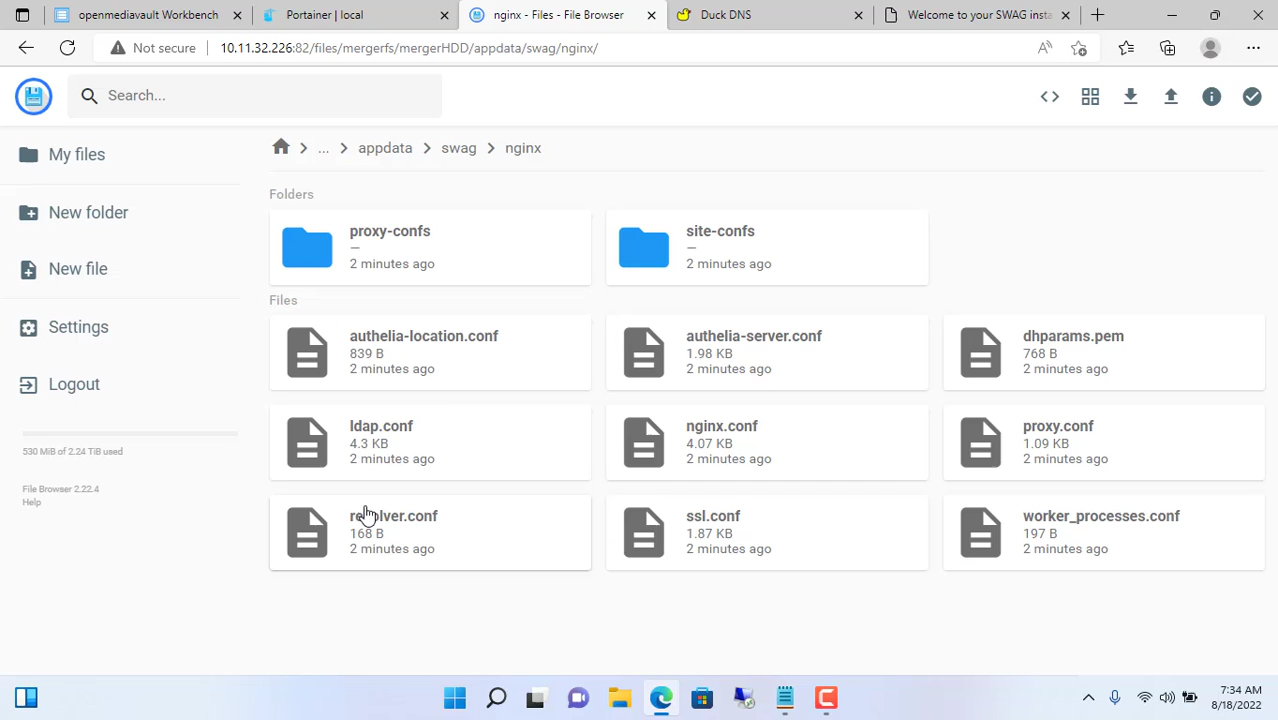 openmediavault Workbench
Portainer | local
nginx - Files - File Browser
Duck DNS
Welcome to your SWAG insta
Not secure
10.11.32.226:82/files/mergerfs/mergerHDD/appdata/swag/nginx/
Search...
My files
New folder
New file
Settings
Logout
530 MiB of 2.24 TiB used
File Browser 2.22.4
Help
... appdata swag nginx
Folders
proxy-confs
—
2 minutes ago
site-confs
—
2 minutes ago
Files
authelia-location.conf
839 B
2 minutes ago
authelia-server.conf
1.98 KB
2 minutes ago
dhparams.pem
768 B
2 minutes ago
ldap.conf
4.3 KB
2 minutes ago
nginx.conf
4.07 KB
2 minutes ago
proxy.conf
1.09 KB
2 minutes ago
resolver.conf
168 B
2 minutes ago
ssl.conf
1.87 KB
2 minutes ago
worker_processes.conf
197 B
2 minutes ago
7:34 AM
8/18/2022